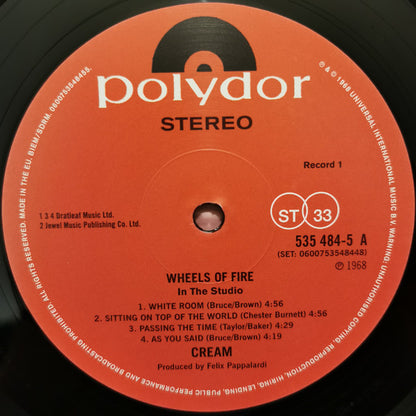 polydor
STEREO
Record 1
1 3 4 Dratleaf Music Ltd.
2 Jewel Music Publishing Co. Ltd.
ST 33
535 484-5 A
(SET: 0600753548448)
℗ 1968
WHEELS OF FIRE
In The Studio
1. WHITE ROOM (Bruce/Brown) 4:56
2. SITTING ON TOP OF THE WORLD (Chester Burnett) 4:56
3. PASSING THE TIME (Taylor/Baker) 4:29
4. AS YOU SAID (Bruce/Brown) 4:19
CREAM
Produced by Felix Pappalardi
℗ & © 1968 UNIVERSAL INTERNATIONAL MUSIC B.V. WARNING: UNAUTHORISED COPYING, REPRODUCTION, HIRING, LENDING, PUBLIC PERFORMANCE AND BROADCASTING PROHIBITED. ALL RIGHTS RESERVED. MADE IN THE EU. BIEM/SDRM. 0600753548455.